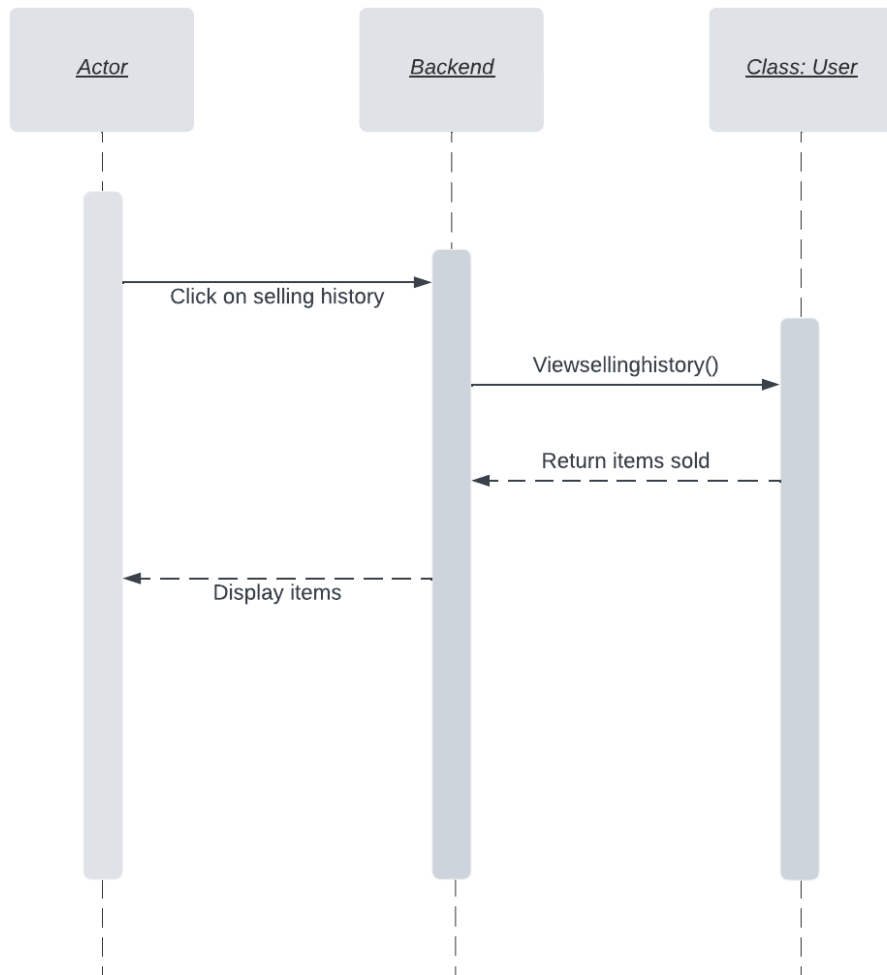 Actor
Backend
Class: User
Click on selling history
Viewsellinghistory()
Return items sold
Display items